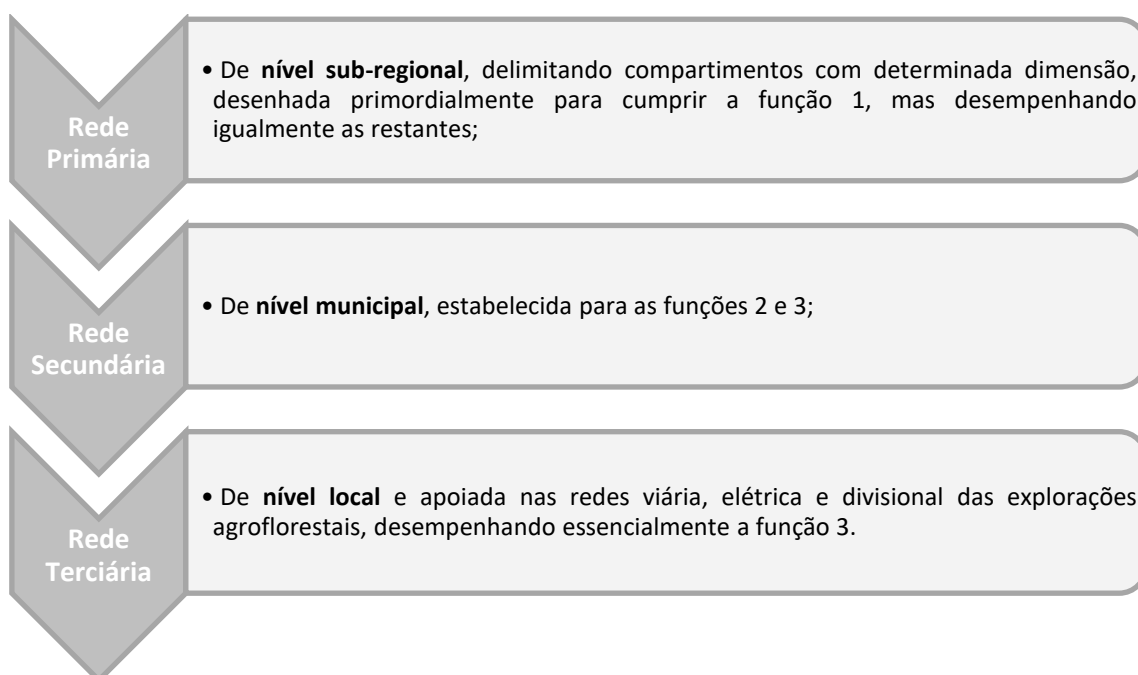 Rede
Primária
• De nível sub-regional, delimitando compartimentos com determinada dimensão,
desenhada primordialmente para cumprir a função 1, mas desempenhando
igualmente as restantes;
Rede
Secundária
• De nível municipal, estabelecida para as funções 2 e 3;
Rede
Terciária
• De nível local e apoiada nas redes viária, elétrica e divisional das explorações
agroflorestais, desempenhando essencialmente a função 3.